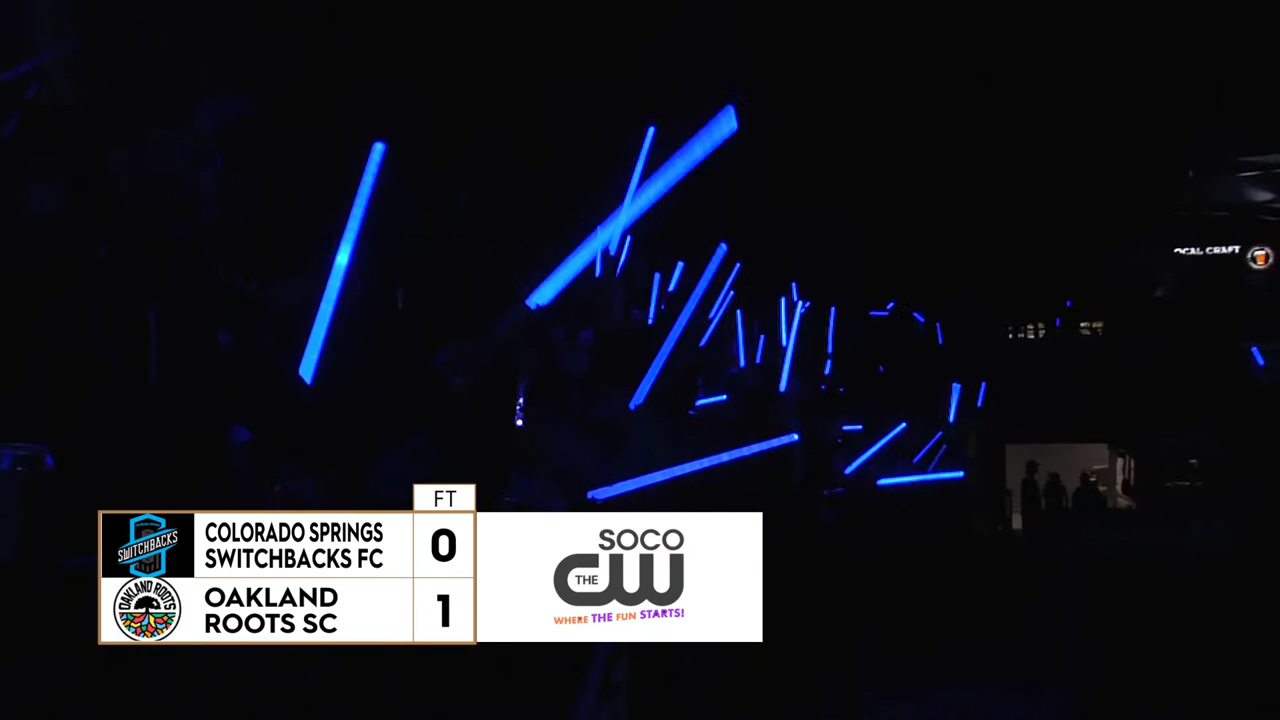 OCAL CRAFT
FT
SWITCHBACKS
COLORADO SPRINGS
SWITCHBACKS FC
0
OAKLAND ROOTS
OAKLAND
ROOTS SC
1
SOCO
THE CW
WHERE THE FUN STARTS!